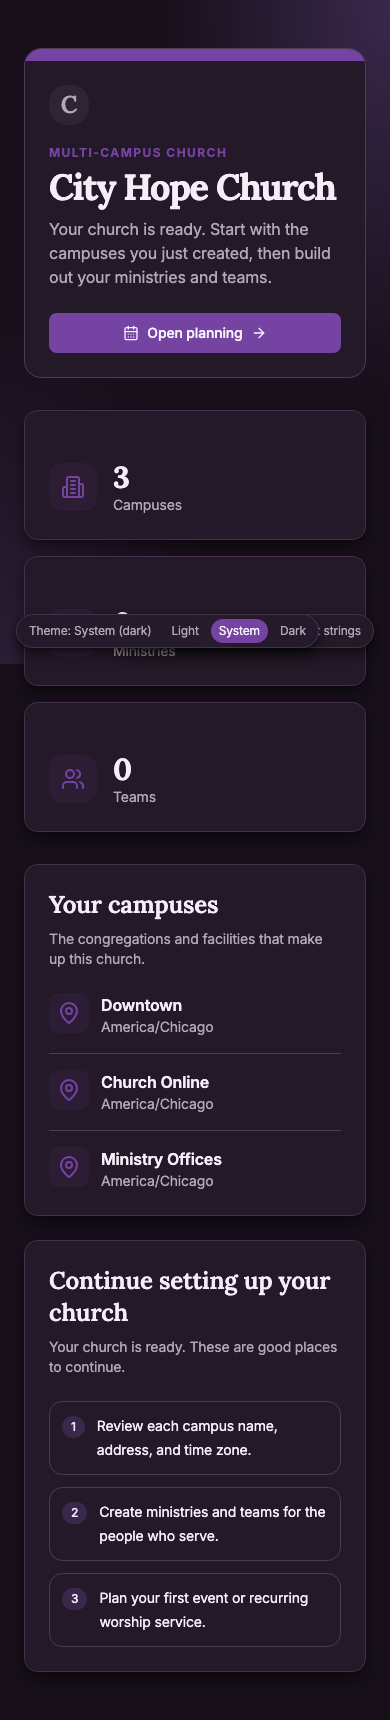 C
MULTI-CAMPUS CHURCH
City Hope Church
Your church is ready. Start with the
campuses you just created, then build
out your ministries and teams.
Open planning
3
Campuses
Theme: System (dark) Light System Dark strings
Ministries
0
Teams
Your campuses
The congregations and facilities that make
up this church.
Downtown
America/Chicago
Church Online
America/Chicago
Ministry Offices
America/Chicago
Continue setting up your
church
Your church is ready. These are good places
to continue.
1 Review each campus name,
address, and time zone.
2 Create ministries and teams for the
people who serve.
3 Plan your first event or recurring
worship service.